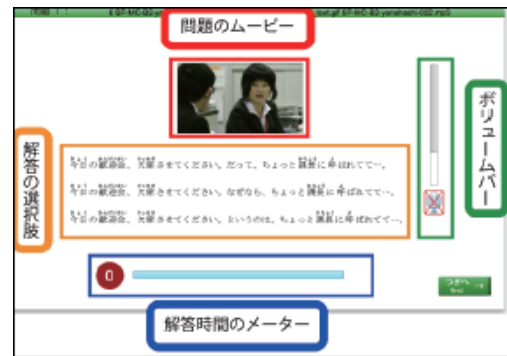 問題のムービー
ボリュームバー
解答の選択肢
今日の歓迎会、欠席させてください。だって、ちょっと課長に呼ばれてて…。
今日の歓迎会、欠席させてください。なぜなら、ちょっと課長に呼ばれてて…。
今日の歓迎会、欠席させてください。というのは、ちょっと課長に呼ばれてて…。
0
つぎへ →
Next
解答時間のメーター